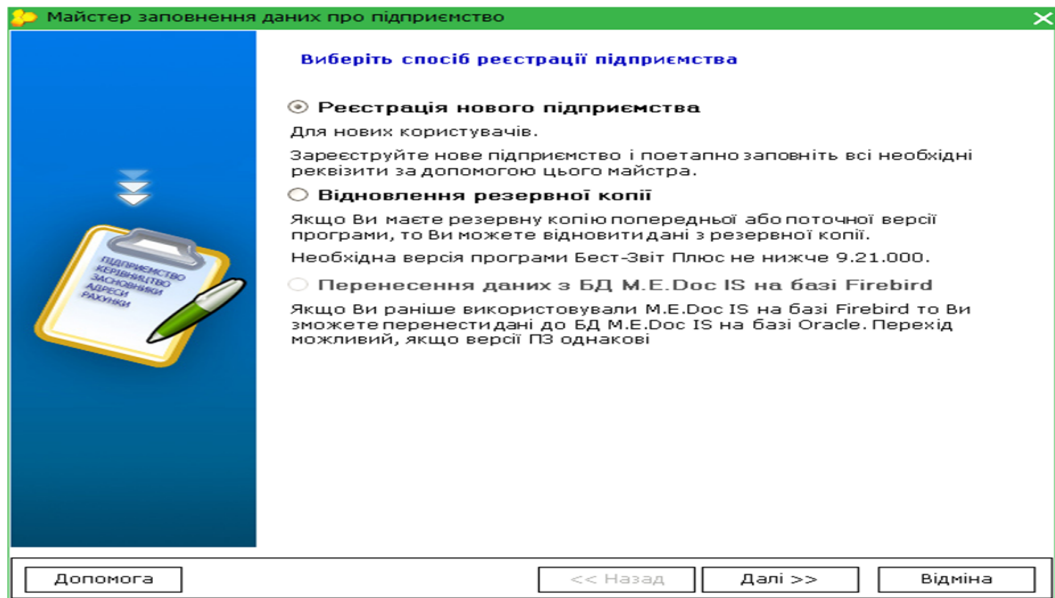 Майстер заповнення даних про підприємство
Виберіть спосіб реєстрації підприємства
Реєстрація нового підприємства
Для нових користувачів.
Зареєструйте нове підприємство і поетапно заповніть всі необхідні
реквізити за допомогою цього майстра.
Відновлення резервної копії
Якщо Ви маєте резервну копію попередньої або поточної версії
програми, то Ви можете відновити дані з резервної копії.
Необхідна версія програми Бест-Звіт Плюс не нижче 9.21.000.
Перенесення даних з БД M.E.Doc IS на базі Firebird
Якщо Ви раніше використовували M.E.Doc IS на базі Firebird то Ви
зможете перенести дані до БД M.E.Doc IS на базі Oracle. Перехід
можливий, якщо версії ПЗ однакові
ПІДПРИЄМСТВО
КЕРІВНИЦТВО
ЗАСНОВНИКИ
АДРЕСИ
РАХУНКИ
Допомога
<< Назад
Далі >>
Відміна